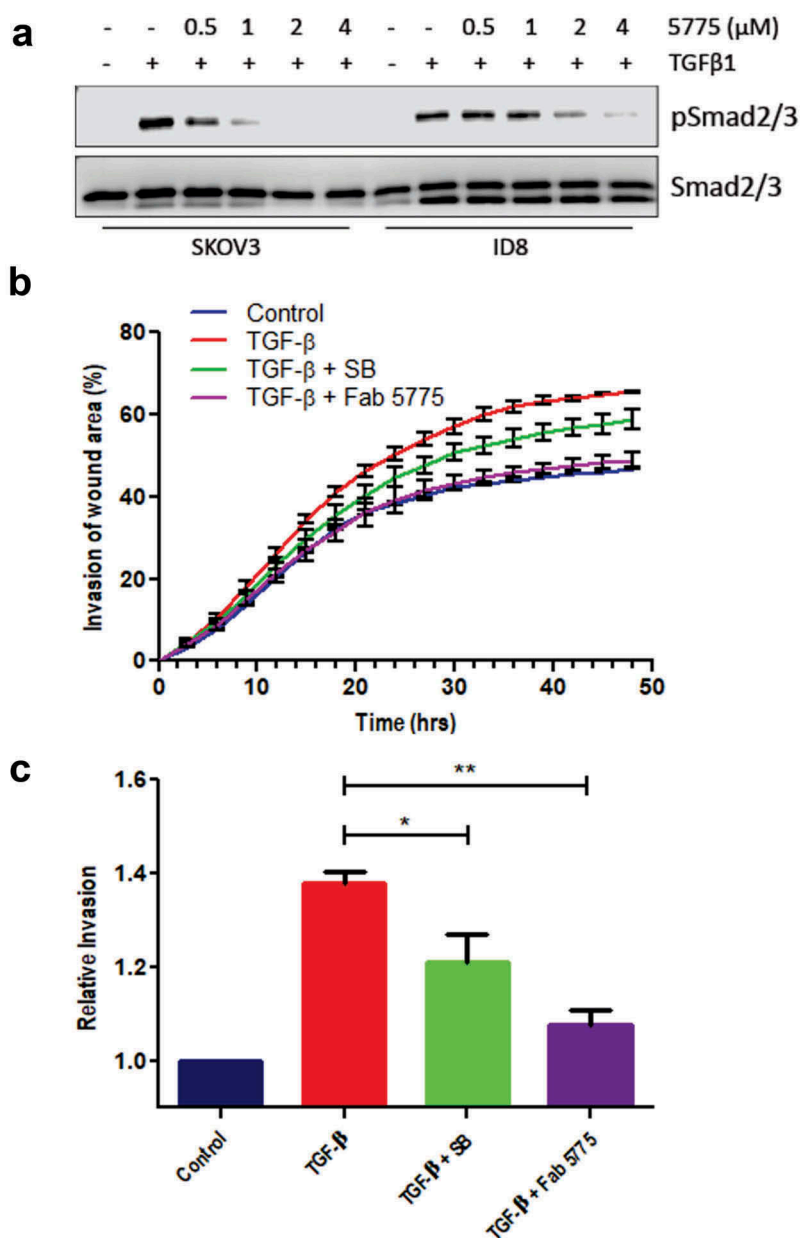 a
- - 0.5 1 2 4 - - 0.5 1 2 4 5775 (µM)
- + + + + + - + + + + + TGFβ1
pSmad2/3
Smad2/3
SKOV3 ID8
b
Control
TGF-β
TGF-β + SB
TGF-β + Fab 5775
80
60
40
20
0
Invasion of wound area (%)
0 10 20 30 40 50
Time (hrs)
c
1.6
1.4
1.2
1.0
Relative Invasion
**
*
Control
TGF-β
TGF-β + SB
TGF-β + Fab 5775